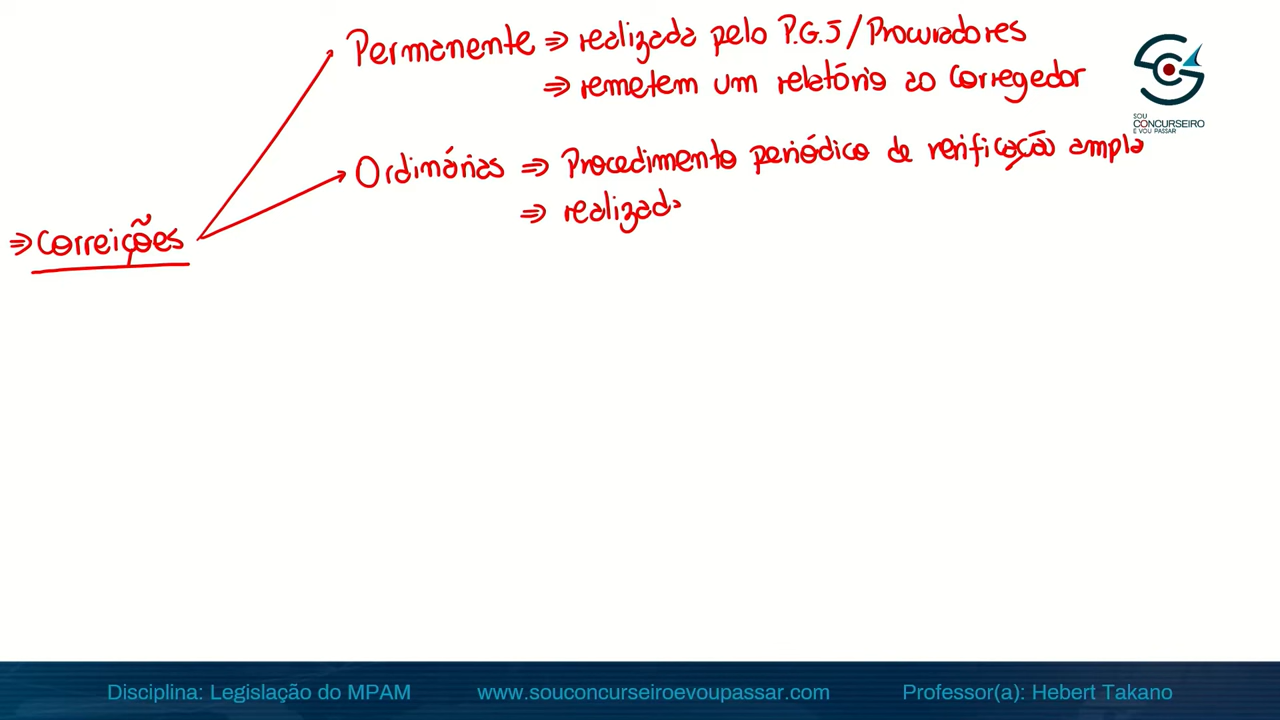 Permanente ⇒ realizada pelo P.G.J/Procuradores
⇒ remetem um relatório ao Corregedor
SOU
CONCURSEIRO
E VOU PASSAR
Ordinárias ⇒ Procedimento periódico de verificação ampla
⇒ realizada
⇒ Correições
Disciplina: Legislação do MPAM www.souconcurseiroevoupassar.com Professor(a): Hebert Takano